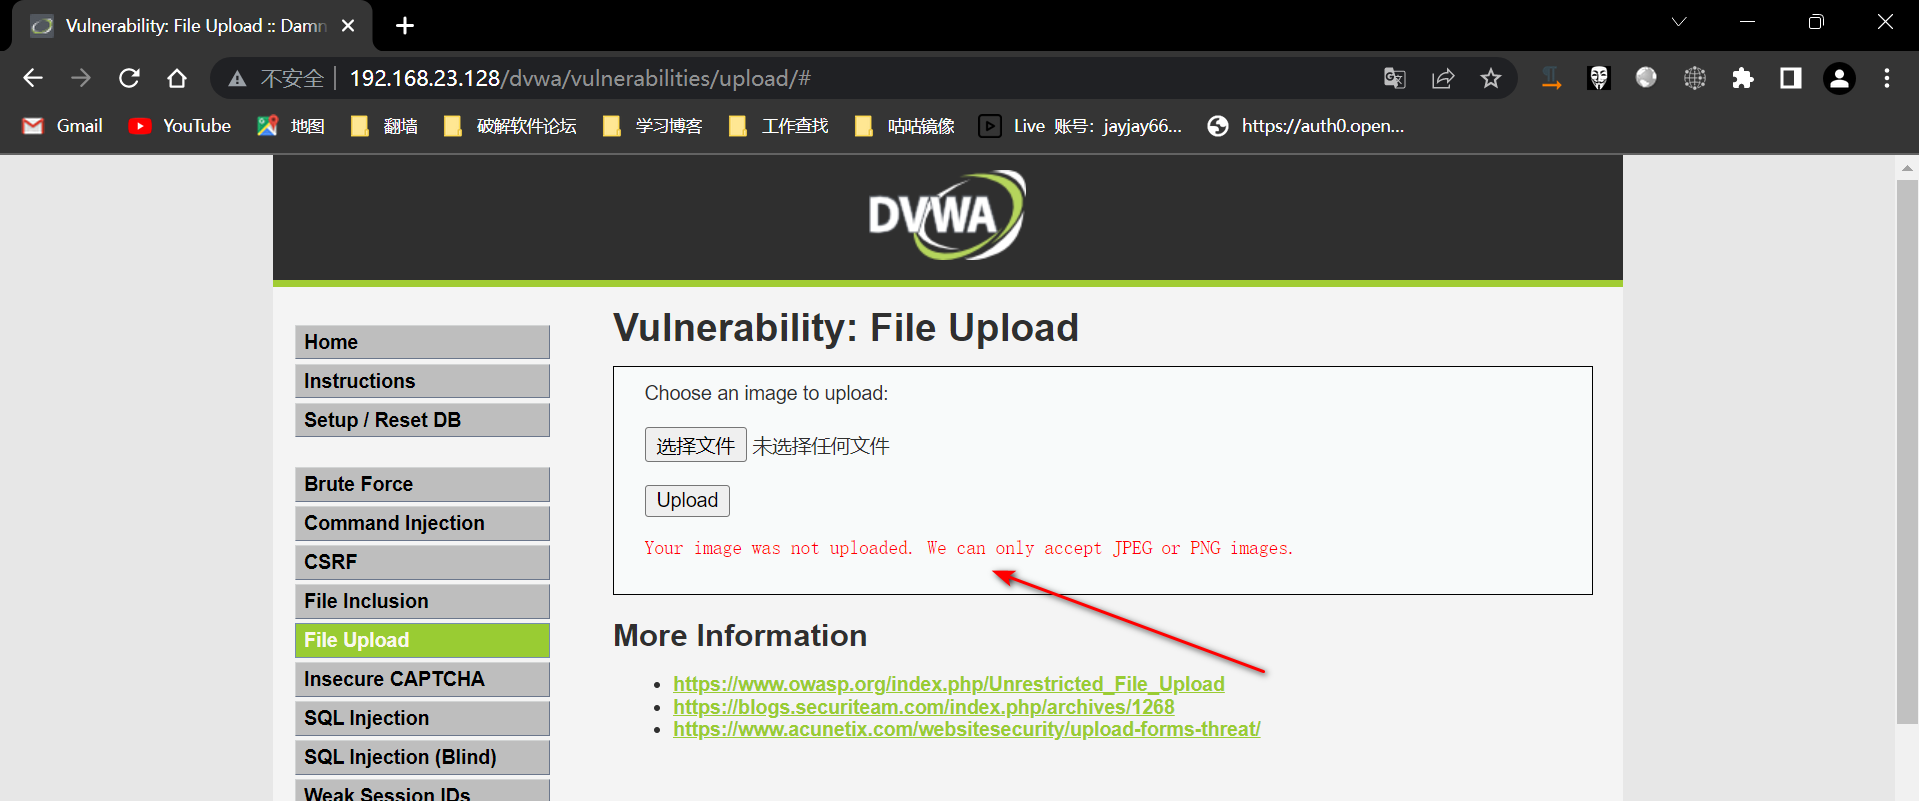 Vulnerability: File Upload :: Damn
不安全 192.168.23.128/dvwa/vulnerabilities/upload/#
Gmail YouTube 地图 翻墙 破解软件论坛 学习博客 工作查找 咕咕镜像 Live 账号：jayjay66... https://auth0.open...
DVWA
Vulnerability: File Upload
Home
Instructions
Setup / Reset DB
Brute Force
Command Injection
CSRF
File Inclusion
File Upload
Insecure CAPTCHA
SQL Injection
SQL Injection (Blind)
Weak Session IDs
Choose an image to upload:
选择文件 未选择任何文件
Upload
Your image was not uploaded. We can only accept JPEG or PNG images.
More Information
https://www.owasp.org/index.php/Unrestricted_File_Upload
https://blogs.securiteam.com/index.php/archives/1268
https://www.acunetix.com/websitesecurity/upload-forms-threat/